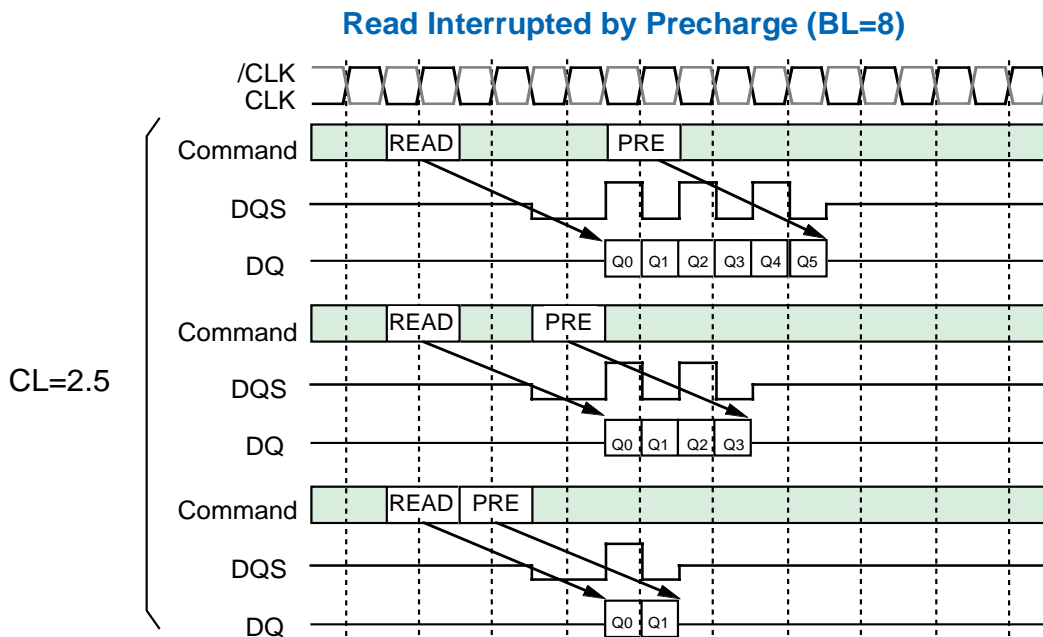 Read Interrupted by Precharge (BL=8)
/CLK
CLK
Command READ PRE
DQS
DQ Q0 Q1 Q2 Q3 Q4 Q5
Command READ PRE
CL=2.5
DQS
DQ Q0 Q1 Q2 Q3
Command READ PRE
DQS
DQ Q0 Q1